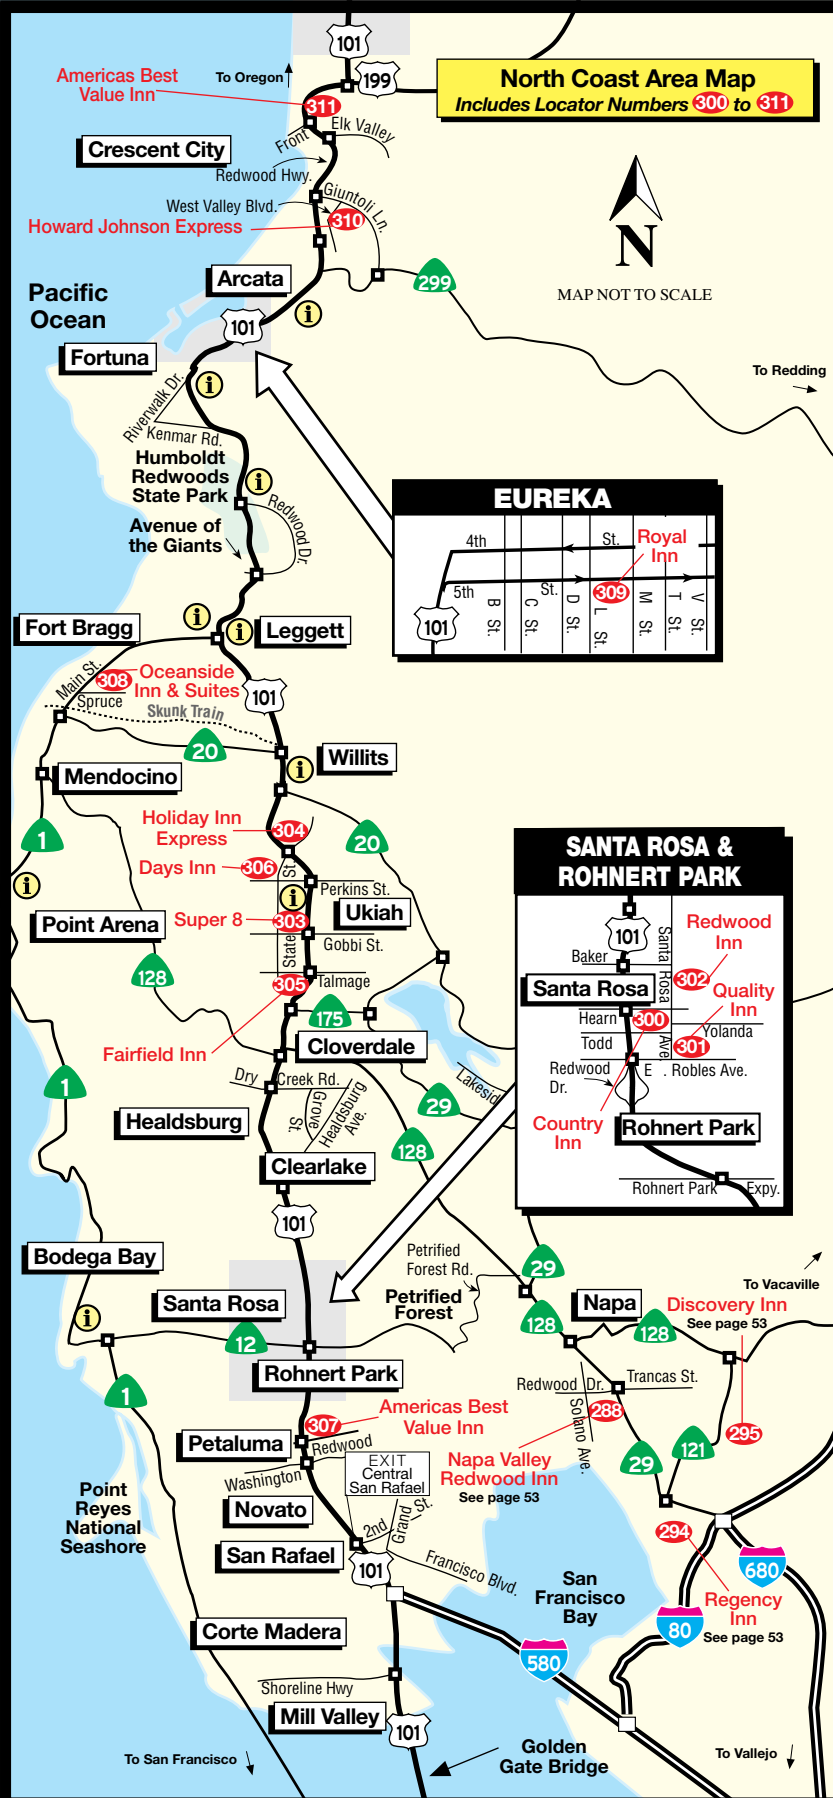 101
To Oregon
199
Americas Best
Value Inn
311
North Coast Area Map
Includes Locator Numbers 300 to 311
Front
Elk Valley
Crescent City
Redwood Hwy.
West Valley Blvd.
Giuntoli Ln.
Howard Johnson Express
310
N
MAP NOT TO SCALE
Arcata
299
Pacific
Ocean
101
Fortuna
To Redding
Riverwalk Dr.
Kenmar Rd.
Humboldt
Redwoods
State Park
Redwood Dr.
Avenue of
the Giants
EUREKA
4th
St.
Royal
Inn
5th
St.
309
101
B St.
C St.
D St.
L St.
M St.
T St.
V St.
i
i
i
i
i
Fort Bragg
Leggett
Main St.
308
Oceanside
Inn & Suites
Spruce
Skunk Train
101
20
Willits
i
Mendocino
1
Holiday Inn
Express
304
20
Days Inn
306
St.
i
Perkins St.
i
Point Arena
Super 8
303
Ukiah
State
Gobbi St.
128
305
Talmage
175
Fairfield Inn
Cloverdale
1
Dry Creek Rd.
Grove St.
Healdsburg Ave.
29
Lakesid
Healdsburg
128
Clearlake
SANTA ROSA &
ROHNERT PARK
101
Santa Rosa Ave.
Redwood
Inn
Baker
302
Santa Rosa
Quality
Inn
Hearn
300
Yolanda
Todd
301
Redwood
Dr.
E . Robles Ave.
Country
Inn
Rohnert Park
Rohnert Park Expy.
101
Bodega Bay
Petrified
Forest Rd.
29
To Vacaville
Petrified
Forest
Santa Rosa
i
12
128
Napa
128
Discovery Inn
See page 53
Rohnert Park
1
Redwood Dr.
Trancas St.
Solano Ave.
307
Americas Best
Value Inn
288
295
Petaluma
Redwood
Washington
EXIT
Central
San Rafael
Napa Valley
Redwood Inn
See page 53
29
121
Point
Reyes
National
Seashore
Novato
2nd
Grand
St.
294
San Rafael
101
Francisco Blvd.
San
Francisco
Bay
680
Regency
Inn
See page 53
80
Corte Madera
580
Shoreline Hwy
Mill Valley
101
To San Francisco
Golden
Gate Bridge
To Vallejo